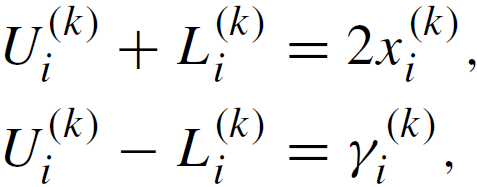 U_i^{(k)} + L_i^{(k)} = 2x_i^{(k)},
U_i^{(k)} − L_i^{(k)} = γ_i^{(k)},